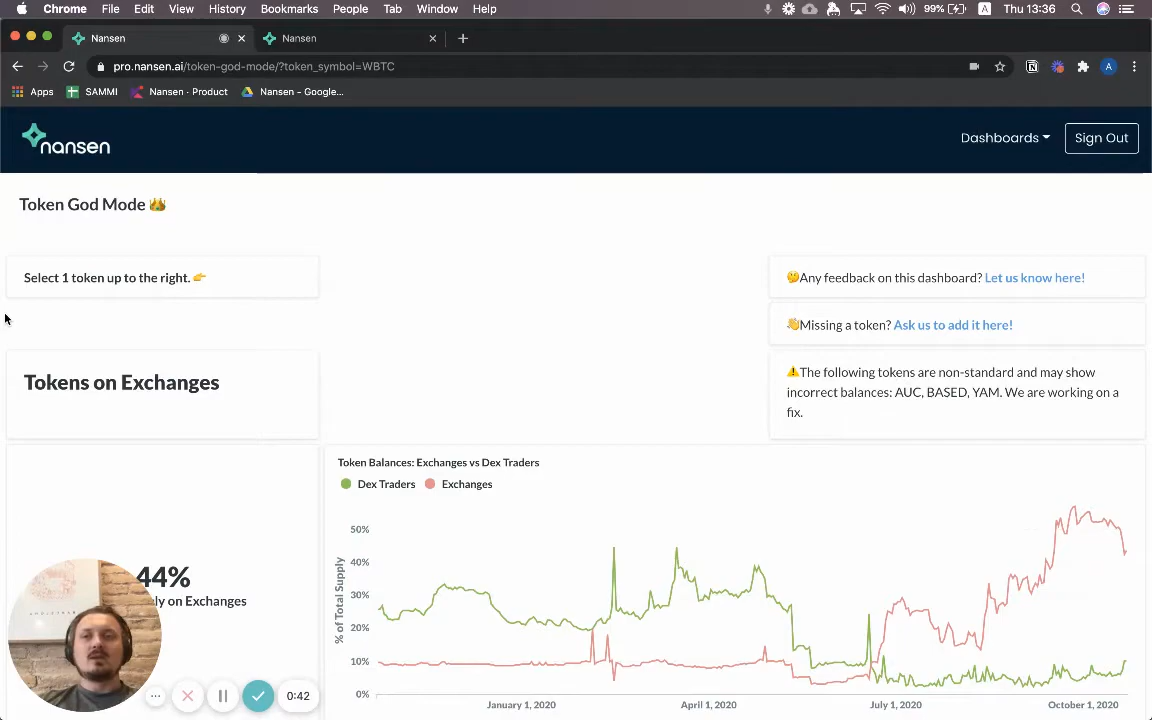 Chrome File Edit View History Bookmarks People Tab Window Help
99% A Thu 13:36
Nansen
Nansen
pro.nansen.ai/token-god-mode/?token_symbol=WBTC
A
Apps SAMMI Nansen · Product Nansen - Google...
nansen
Dashboards
Sign Out
Token God Mode
Select 1 token up to the right.
Any feedback on this dashboard? Let us know here!
Missing a token? Ask us to add it here!
Tokens on Exchanges
The following tokens are non-standard and may show
incorrect balances: AUC, BASED, YAM. We are working on a
fix.
Token Balances: Exchanges vs Dex Traders
Dex Traders Exchanges
% of Total Supply
50%
40%
30%
20%
10%
0%
January 1, 2020 April 1, 2020 July 1, 2020 October 1, 2020
44%
on Exchanges
0:42